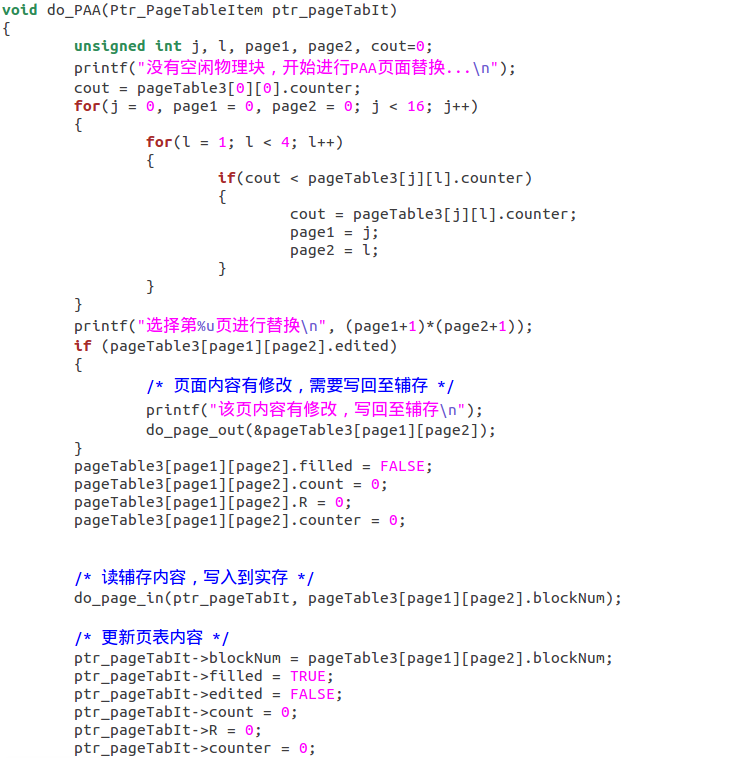 void do_PAA(Ptr_PageTableItem ptr_pageTabIt)
{
        unsigned int j, l, page1, page2, cout=0;
        printf("没有空闲物理块，开始进行PAA页面替换...\n");
        cout = pageTable3[0][0].counter;
        for(j = 0, page1 = 0, page2 = 0; j < 16; j++)
        {
                for(l = 1; l < 4; l++)
                {
                        if(cout < pageTable3[j][l].counter)
                        {
                                cout = pageTable3[j][l].counter;
                                page1 = j;
                                page2 = l;
                        }
                }
        }
        printf("选择第%u页进行替换\n", (page1+1)*(page2+1));
        if (pageTable3[page1][page2].edited)
        {
                /* 页面内容有修改，需要写回至辅存 */
                printf("该页内容有修改，写回至辅存\n");
                do_page_out(&pageTable3[page1][page2]);
        }
        pageTable3[page1][page2].filled = FALSE;
        pageTable3[page1][page2].count = 0;
        pageTable3[page1][page2].R = 0;
        pageTable3[page1][page2].counter = 0;
        /* 读辅存内容，写入到实存 */
        do_page_in(ptr_pageTabIt, pageTable3[page1][page2].blockNum);
        /* 更新页表内容 */
        ptr_pageTabIt->blockNum = pageTable3[page1][page2].blockNum;
        ptr_pageTabIt->filled = TRUE;
        ptr_pageTabIt->edited = FALSE;
        ptr_pageTabIt->count = 0;
        ptr_pageTabIt->R = 0;
        ptr_pageTabIt->counter = 0;